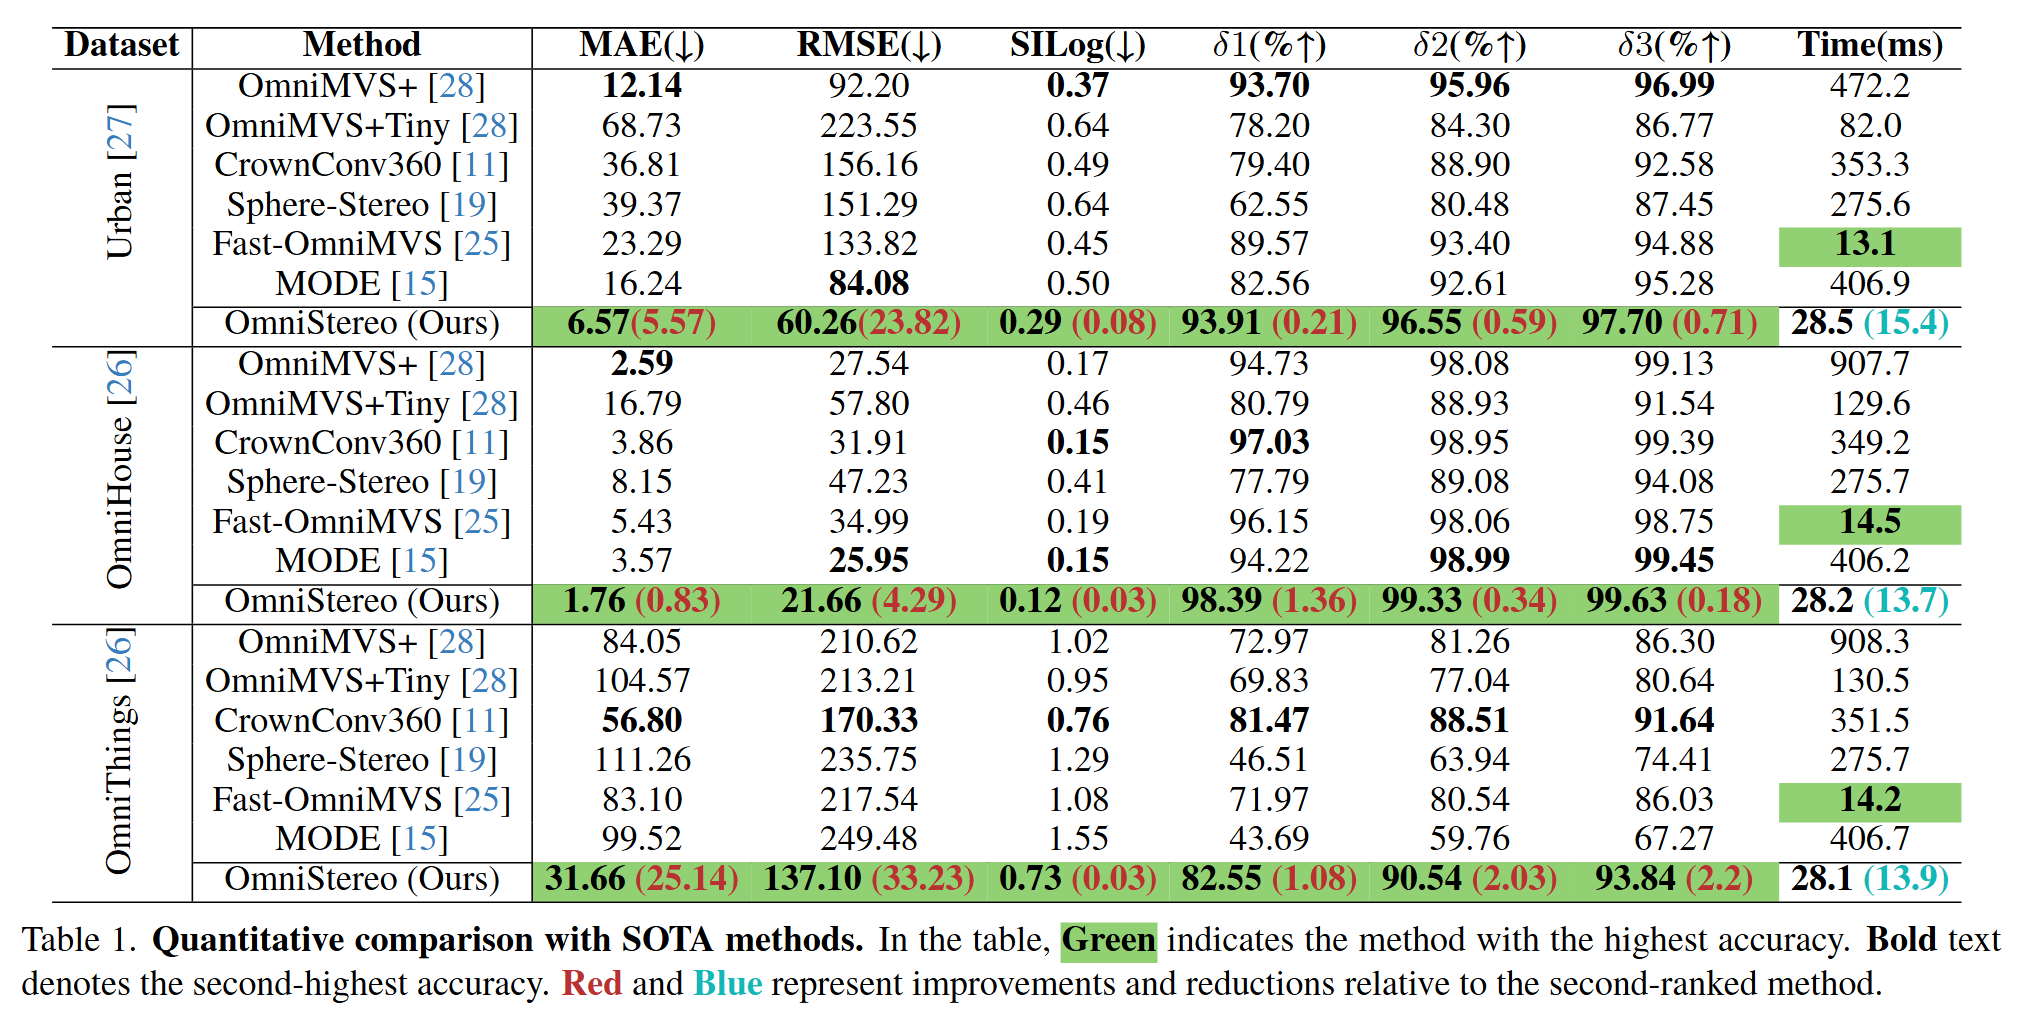 Dataset Method MAE(↓) RMSE(↓) SILog(↓) δ1(%↑) δ2(%↑) δ3(%↑) Time(ms)
Urban [27]
OmniMVS+ [28] 12.14 92.20 0.37 93.70 95.96 96.99 472.2
OmniMVS+Tiny [28] 68.73 223.55 0.64 78.20 84.30 86.77 82.0
CrownConv360 [11] 36.81 156.16 0.49 79.40 88.90 92.58 353.3
Sphere-Stereo [19] 39.37 151.29 0.64 62.55 80.48 87.45 275.6
Fast-OmniMVS [25] 23.29 133.82 0.45 89.57 93.40 94.88 13.1
MODE [15] 16.24 84.08 0.50 82.56 92.61 95.28 406.9
OmniStereo (Ours) 6.57(5.57) 60.26(23.82) 0.29 (0.08) 93.91 (0.21) 96.55 (0.59) 97.70 (0.71) 28.5 (15.4)
OmniHouse [26]
OmniMVS+ [28] 2.59 27.54 0.17 94.73 98.08 99.13 907.7
OmniMVS+Tiny [28] 16.79 57.80 0.46 80.79 88.93 91.54 129.6
CrownConv360 [11] 3.86 31.91 0.15 97.03 98.95 99.39 349.2
Sphere-Stereo [19] 8.15 47.23 0.41 77.79 89.08 94.08 275.7
Fast-OmniMVS [25] 5.43 34.99 0.19 96.15 98.06 98.75 14.5
MODE [15] 3.57 25.95 0.15 94.22 98.99 99.45 406.2
OmniStereo (Ours) 1.76 (0.83) 21.66 (4.29) 0.12 (0.03) 98.39 (1.36) 99.33 (0.34) 99.63 (0.18) 28.2 (13.7)
OmniThings [26]
OmniMVS+ [28] 84.05 210.62 1.02 72.97 81.26 86.30 908.3
OmniMVS+Tiny [28] 104.57 213.21 0.95 69.83 77.04 80.64 130.5
CrownConv360 [11] 56.80 170.33 0.76 81.47 88.51 91.64 351.5
Sphere-Stereo [19] 111.26 235.75 1.29 46.51 63.94 74.41 275.7
Fast-OmniMVS [25] 83.10 217.54 1.08 71.97 80.54 86.03 14.2
MODE [15] 99.52 249.48 1.55 43.69 59.76 67.27 406.7
OmniStereo (Ours) 31.66 (25.14) 137.10 (33.23) 0.73 (0.03) 82.55 (1.08) 90.54 (2.03) 93.84 (2.2) 28.1 (13.9)
Table 1. Quantitative comparison with SOTA methods. In the table, Green indicates the method with the highest accuracy. Bold text
denotes the second-highest accuracy. Red and Blue represent improvements and reductions relative to the second-ranked method.